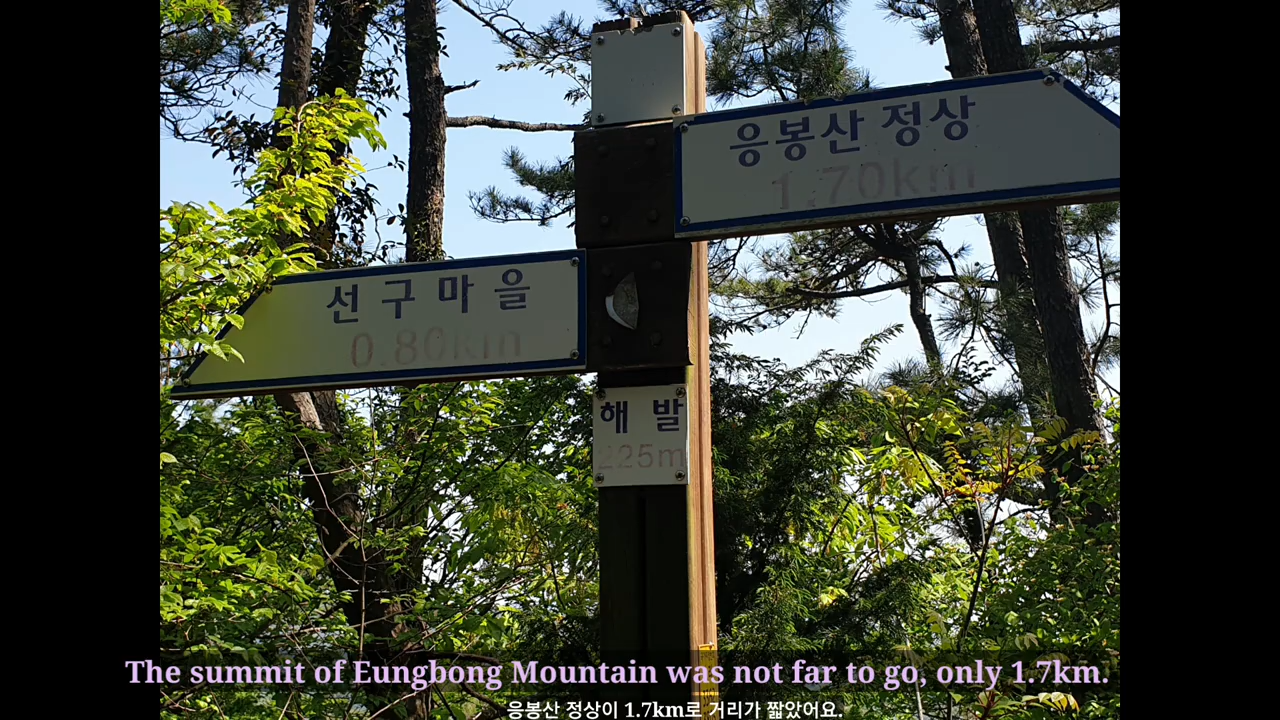 응봉산 정상
1.70km
선구마을
0.80km
해 발
225m
The summit of Eungbong Mountain was not far to go, only 1.7km.
응봉산 정상이 1.7km로 거리가 짧았어요.